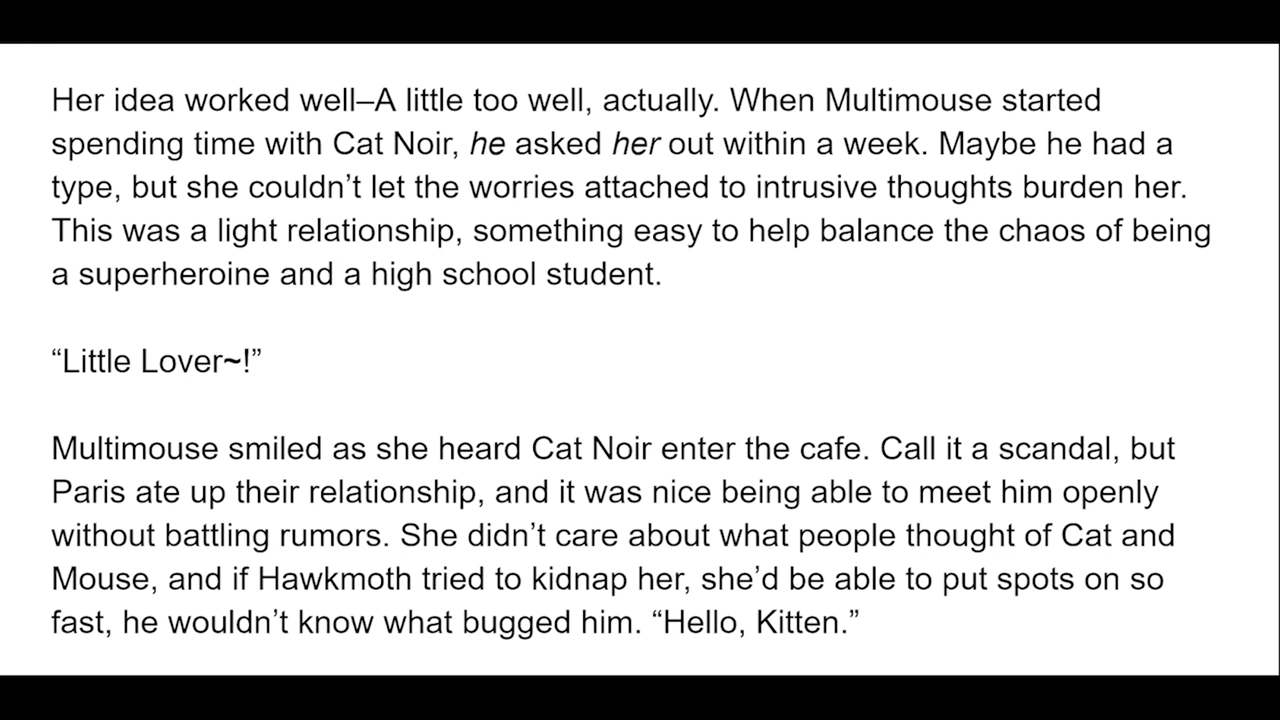 Her idea worked well–A little too well, actually. When Multimouse started
spending time with Cat Noir, he asked her out within a week. Maybe he had a
type, but she couldn’t let the worries attached to intrusive thoughts burden her.
This was a light relationship, something easy to help balance the chaos of being
a superheroine and a high school student.
“Little Lover~!”
Multimouse smiled as she heard Cat Noir enter the cafe. Call it a scandal, but
Paris ate up their relationship, and it was nice being able to meet him openly
without battling rumors. She didn’t care about what people thought of Cat and
Mouse, and if Hawkmoth tried to kidnap her, she’d be able to put spots on so
fast, he wouldn’t know what bugged him. “Hello, Kitten.”